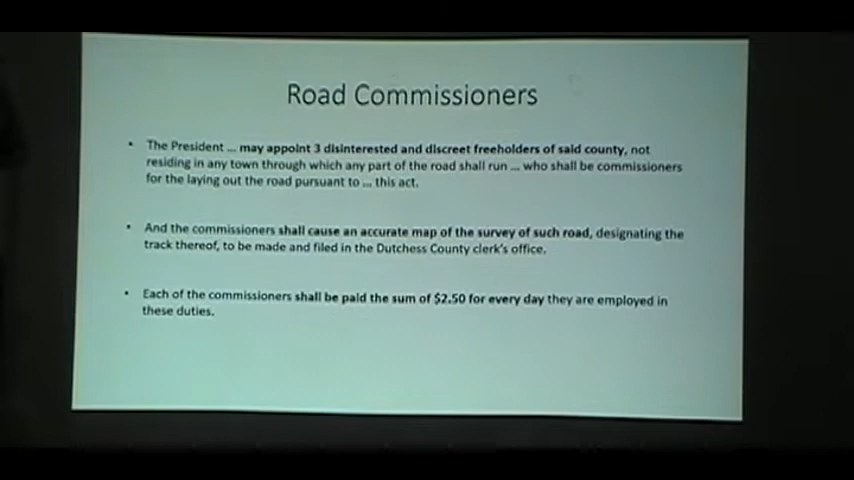 Road Commissioners
• The President ... may appoint 3 disinterested and discreet freeholders of said county, not
residing in any town through which any part of the road shall run ... who shall be commissioners
for the laying out the road pursuant to ... this act.
• And the commissioners shall cause an accurate map of the survey of such road, designating the
track thereof, to be made and filed in the Dutchess County clerk's office.
• Each of the commissioners shall be paid the sum of $2.50 for every day they are employed in
these duties.